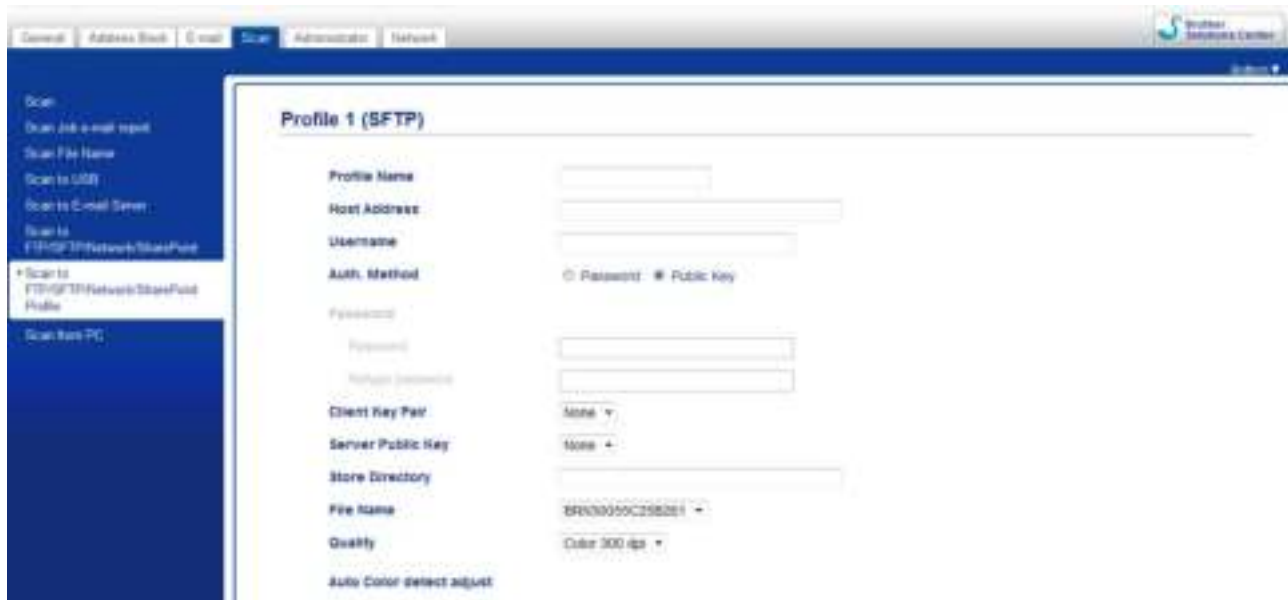 General
Address Book
E-mail
Scan
Administrator
Network
Brother
Solutions Center
Scan
Scan Job e-mail report
Scan File Name
Scan to USB
Scan to E-mail Server
Scan to
FTP/SFTP/Network/SharePoint
Scan to
FTP/SFTP/Network/SharePoint
Profile
Scan from PC
Profile 1 (SFTP)
Profile Name
Host Address
Username
Auth. Method
Password Public Key
Password
Password
Retype password
Client Key Pair
None
Server Public Key
None
Store Directory
File Name
Quality
Color 300 dpi
Auto Color detect adjust